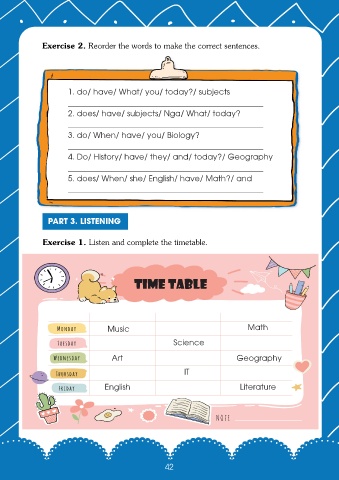 Exercise 2. Reorder the words to make the correct sentences.
1. do/ have/ What/ you/ today?/ subjects
2. does/ have/ subjects/ Nga/ What/ today?
3. do/ When/ have/ you/ Biology?
4. Do/ History/ have/ they/ and/ today?/ Geography
5. does/ When/ she/ English/ have/ Math?/ and
PART 3. LISTENING
Exercise 1. Listen and complete the timetable.
TIME TABLE
MONDAY Music Math
TUESDAY Science
WEDNESDAY Art Geography
THURSDAY IT
FRIDAY English Literature
NOTE
42